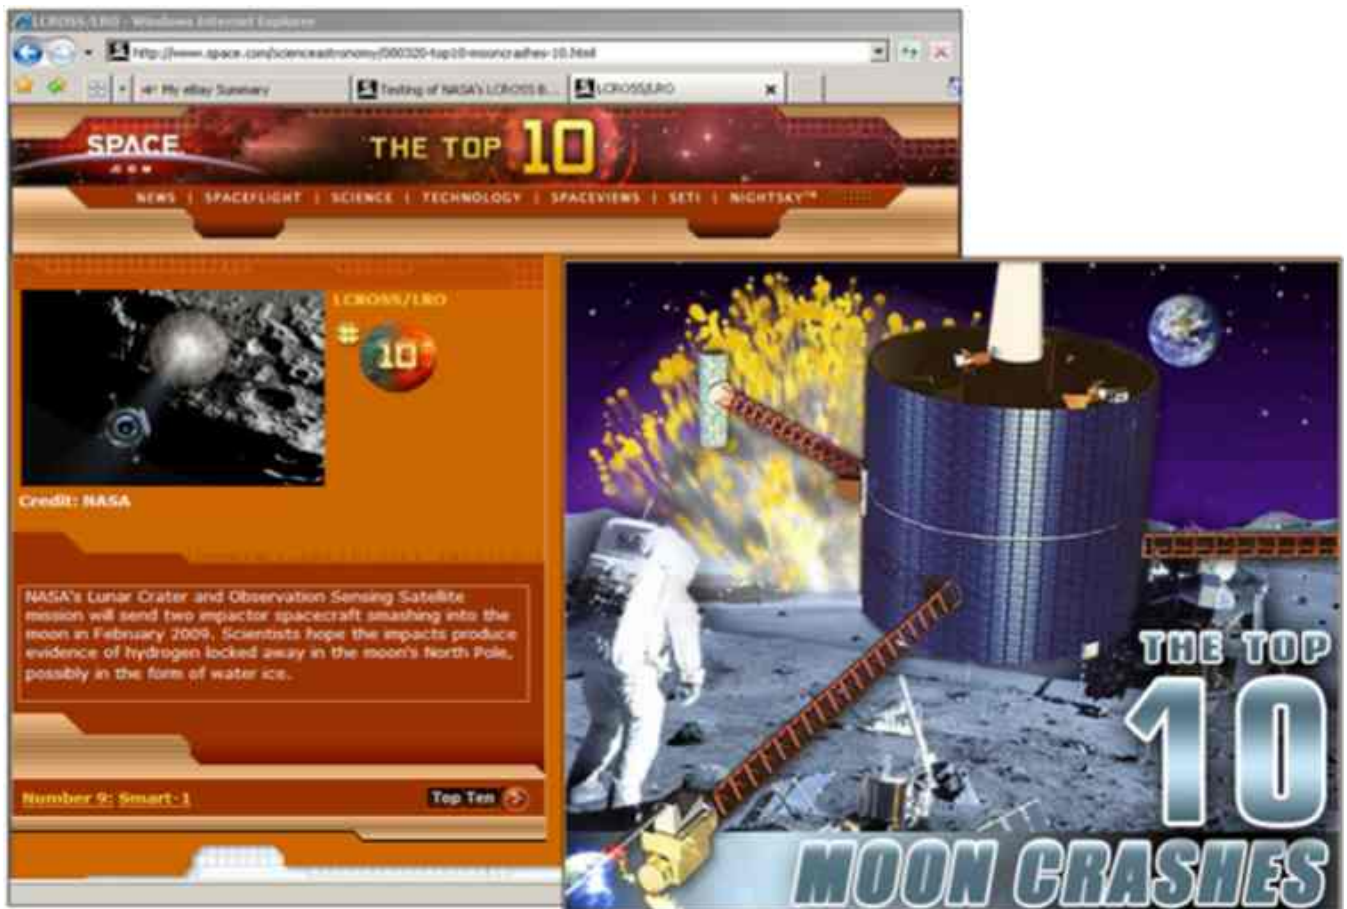 LCROSS/LRO - Windows Internet Explorer
http://www.space.com/scienceastronomy/080320-top10-mooncrashes-10.html
My eBay Summary
Testing of NASA's LCROSS B...
LCROSS/LRO
SPACE
.COM
THE TOP 10
NEWS | SPACEFLIGHT | SCIENCE | TECHNOLOGY | SPACEVIEWS | SETI | NIGHTSKY™
LCROSS/LRO
# 10
Credit: NASA
NASA's Lunar Crater and Observation Sensing Satellite
mission will send two impactor spacecraft smashing into the
moon in February 2009. Scientists hope the impacts produce
evidence of hydrogen locked away in the moon's North Pole,
possibly in the form of water ice.
Number 9: Smart-1
Top Ten
THE TOP
10
MOON CRASHES